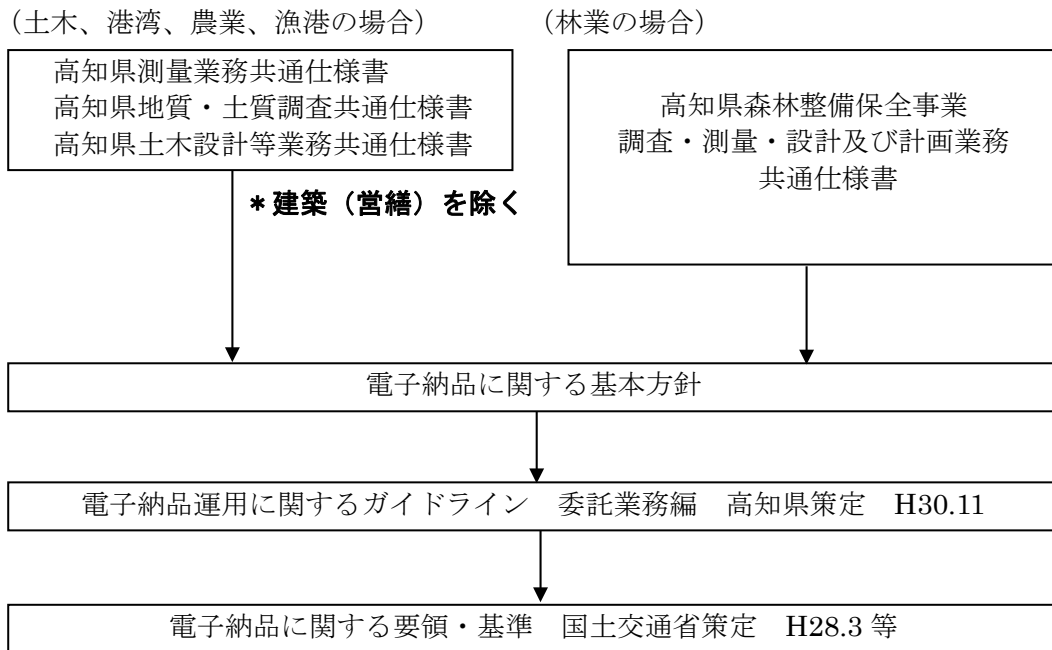 （土木、港湾、農業、漁港の場合）
高知県測量業務共通仕様書
高知県地質・土質調査共通仕様書
高知県土木設計等業務共通仕様書
＊建築（営繕）を除く
（林業の場合）
高知県森林整備保全事業
調査・測量・設計及び計画業務
共通仕様書
電子納品に関する基本方針
電子納品運用に関するガイドライン　委託業務編　高知県策定　H30.11
電子納品に関する要領・基準　国土交通省策定　H28.3 等